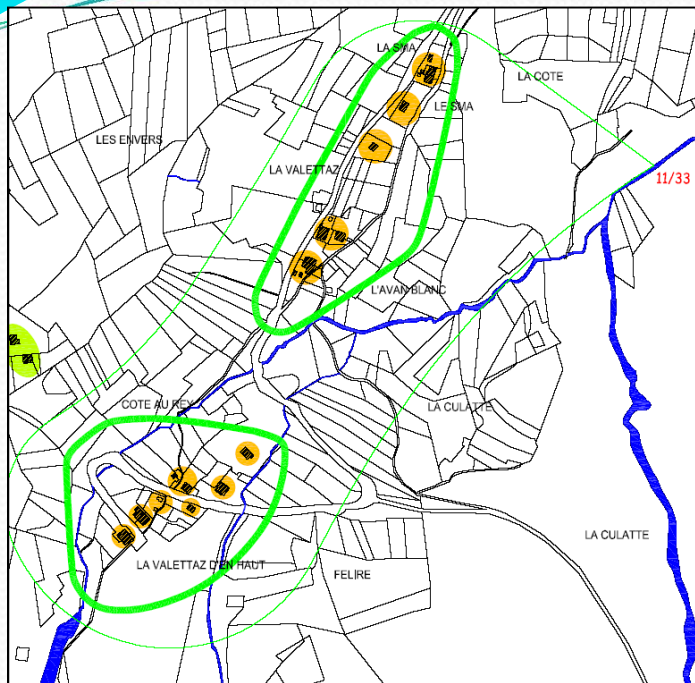 LA SMA
LA COTE
LE SMA
LES ENVERS
LA VALETTAZ
11/33
L'AVAN BLANC
COTE AU REY
LA CULATTE
LA CULATTE
LA VALETTAZ D'EN HAUT
FELIRE